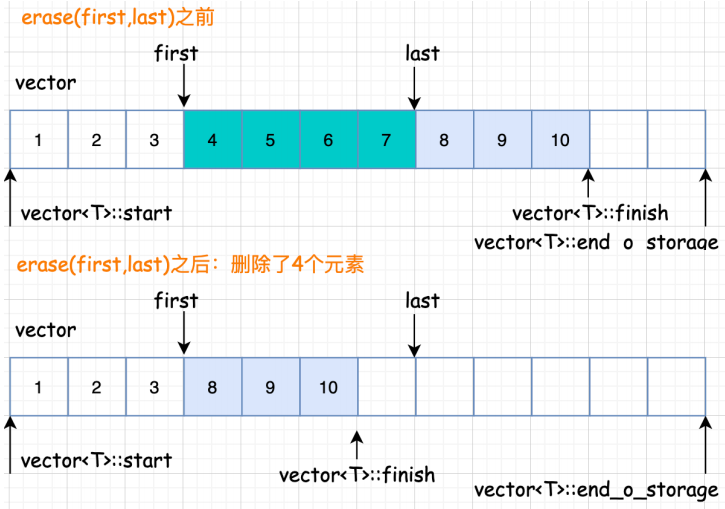 erase(first,last)之前
first
last
vector
1 2 3 4 5 6 7 8 9 10
vector<T>::start
vector<T>::finish
vector<T>::end_o_storage
erase(first,last)之后：删除了4个元素
first
last
vector
1 2 3 8 9 10
vector<T>::start
vector<T>::finish
vector<T>::end_o_storage